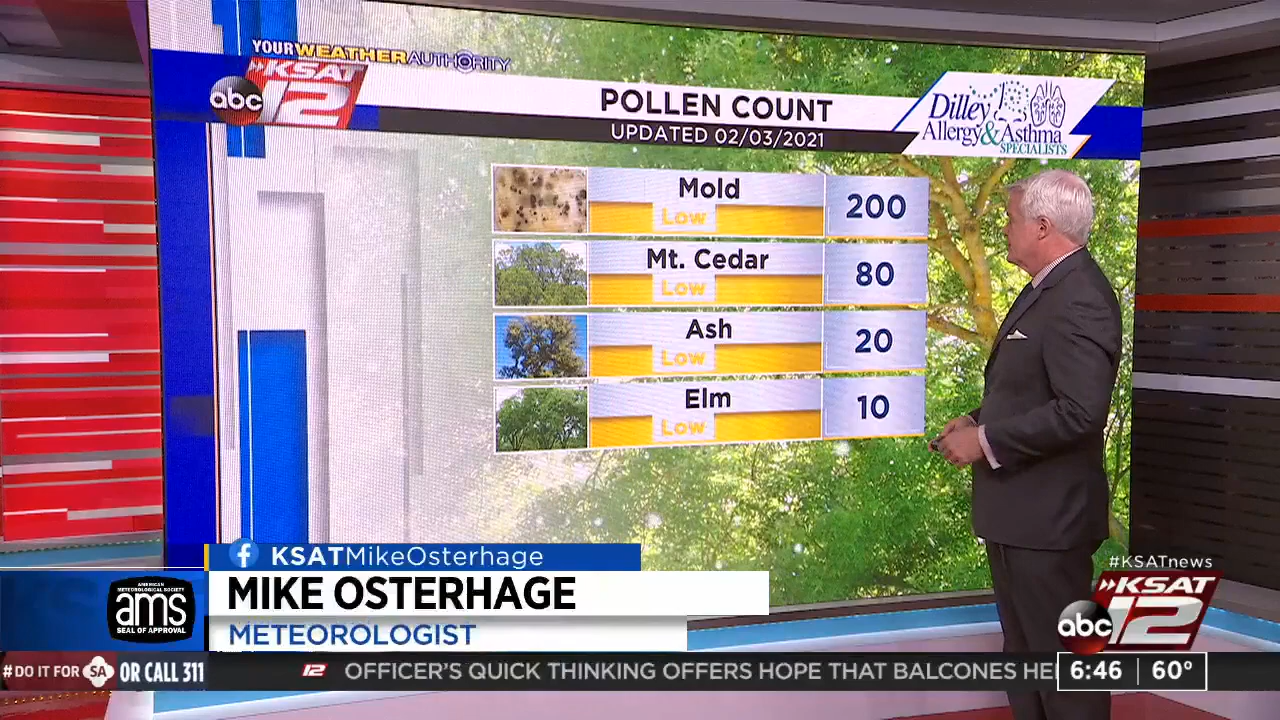 YOUR WEATHER AUTHORITY
abc KSAT 12
POLLEN COUNT
UPDATED 02/03/2021
Dilley
Allergy & Asthma
SPECIALISTS
Mold
Low
200
Mt. Cedar
Low
80
Ash
Low
20
Elm
Low
10
#KSATnews
KSAT
abc 12
f KSATMikeOsterhage
MIKE OSTERHAGE
METEOROLOGIST
AMERICAN
METEOROLOGICAL SOCIETY
ams
SEAL OF APPROVAL
#DO IT FOR SA OR CALL 311
12 OFFICER'S QUICK THINKING OFFERS HOPE THAT BALCONES HE
6:46 60°